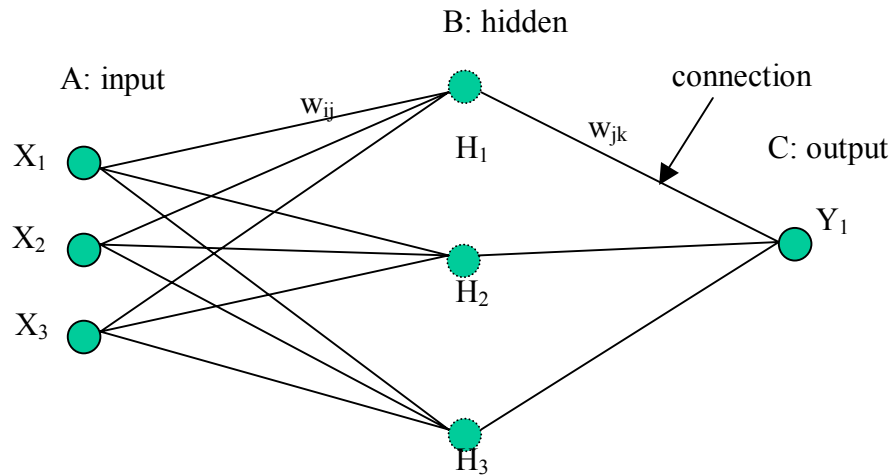 B: hidden
A: input
connection
w_ij
w_jk
H_1
C: output
X_1
Y_1
X_2
H_2
X_3
H_3